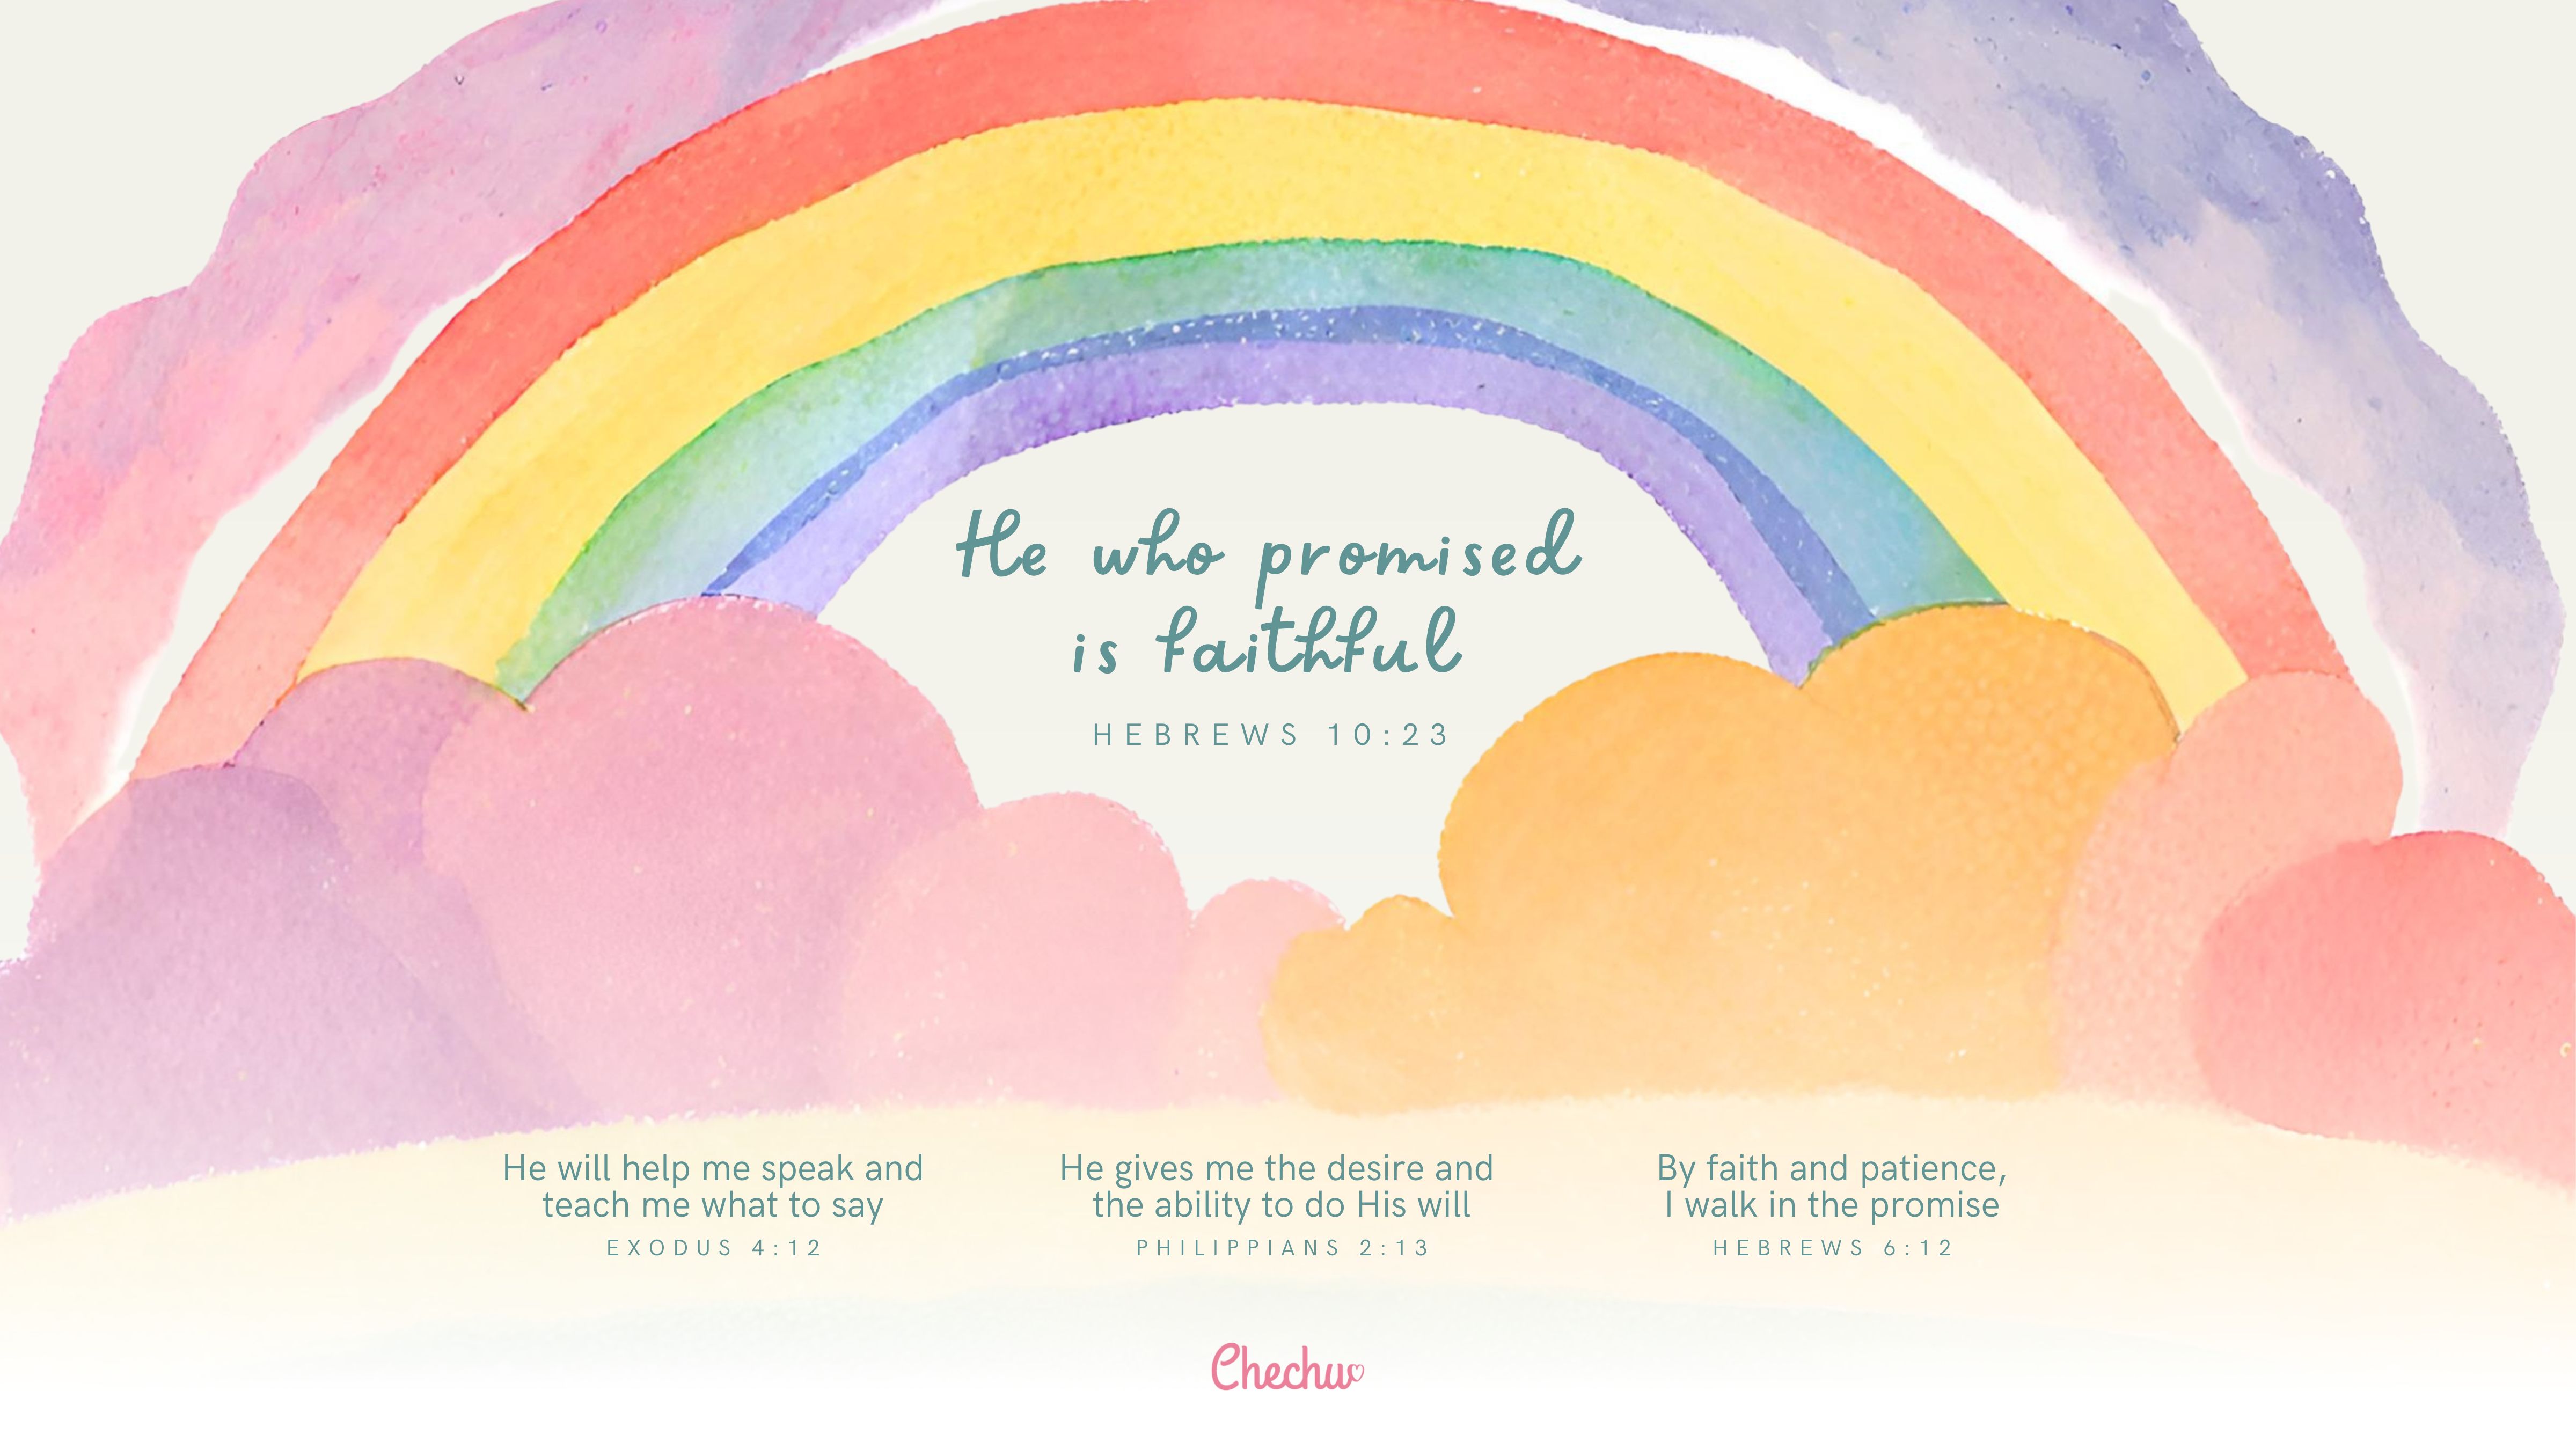 He who promised
is faithful
HEBREWS 10:23
He will help me speak and
teach me what to say
EXODUS 4:12
He gives me the desire and
the ability to do His will
PHILIPPIANS 2:13
By faith and patience,
I walk in the promise
HEBREWS 6:12
Chechu